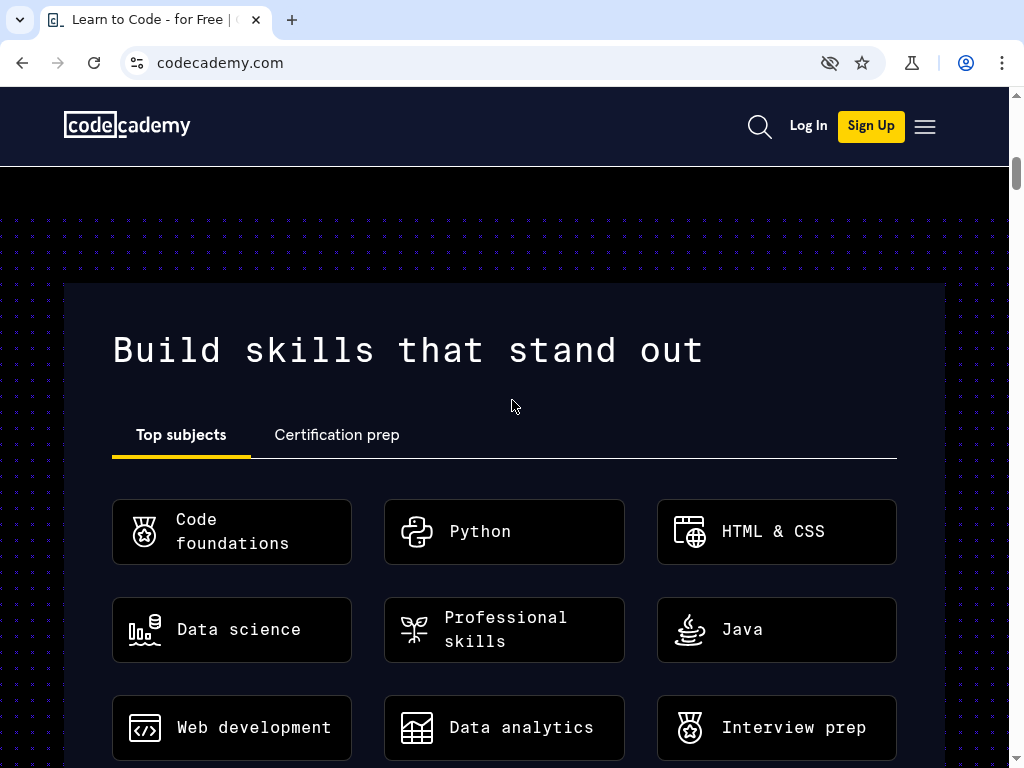 Learn to Code - for Free |
codecademy.com
codecademy
Log In
Sign Up
Build skills that stand out
Top subjects
Certification prep
Code
foundations
Python
HTML & CSS
Data science
Professional
skills
Java
Web development
Data analytics
Interview prep